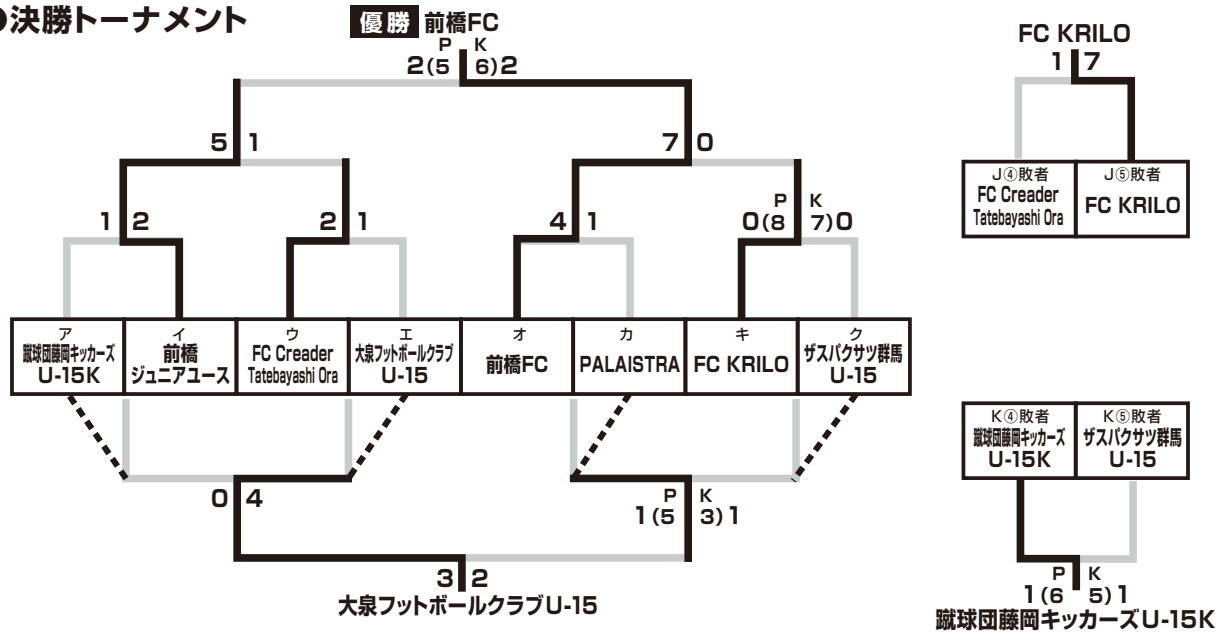 ●決勝トーナメント
優勝 前橋FC
P K
2(5 6)2
5 1
7 0
1 2
2 1
4 1
P K
0(8 7)0
ア
蹴球団藤岡キッカーズ
U-15K
イ
前橋
ジュニアユース
ウ
FC Creader
Tatebayashi Ora
エ
大泉フットボールクラブ
U-15
オ
前橋FC
カ
PALAISTRA
キ
FC KRILO
ク
ザスパクサツ群馬
U-15
0 4
P K
1(5 3)1
3 2
大泉フットボールクラブU-15
FC KRILO
1 7
J④敗者
FC Creader
Tatebayashi Ora
J⑤敗者
FC KRILO
K④敗者
蹴球団藤岡キッカーズ
U-15K
K⑤敗者
ザスパクサツ群馬
U-15
P K
1(6 5)1
蹴球団藤岡キッカーズU-15K